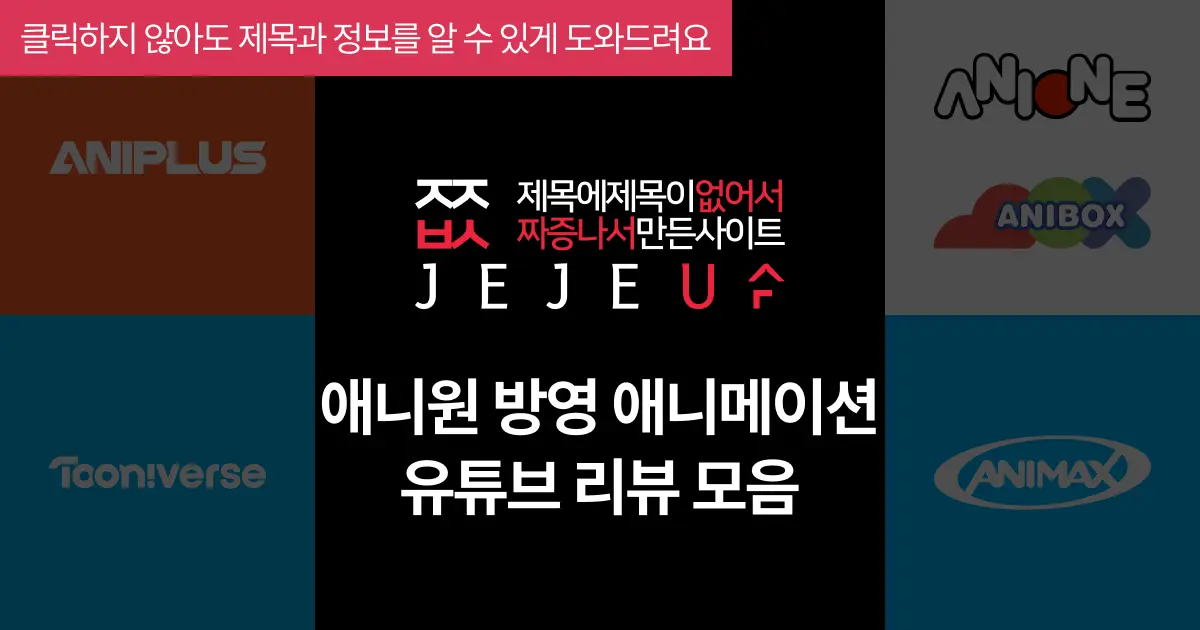 클릭하지 않아도 제목과 정보를 알 수 있게 도와드려요
ANIPLUS
Tooniverse
제목에제목이없어서
짜증나서만든사이트
JEJEU
애니원 방영 애니메이션
유튜브 리뷰 모음
ANIONE
ANIBOX
ANIMAX